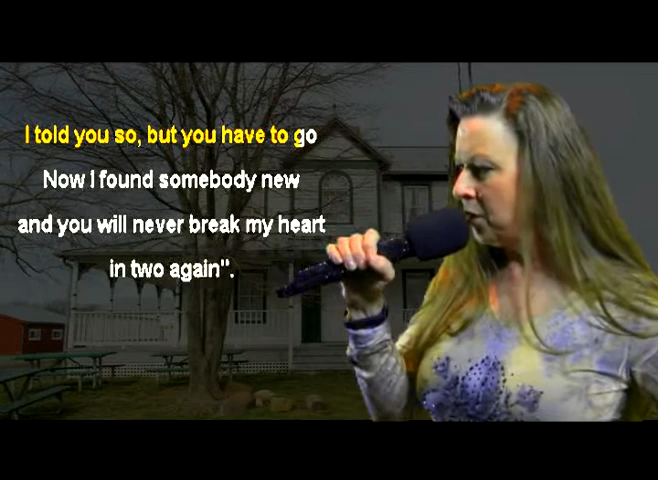 I told you so, but you have to go
Now I found somebody new
and you will never break my heart
in two again".